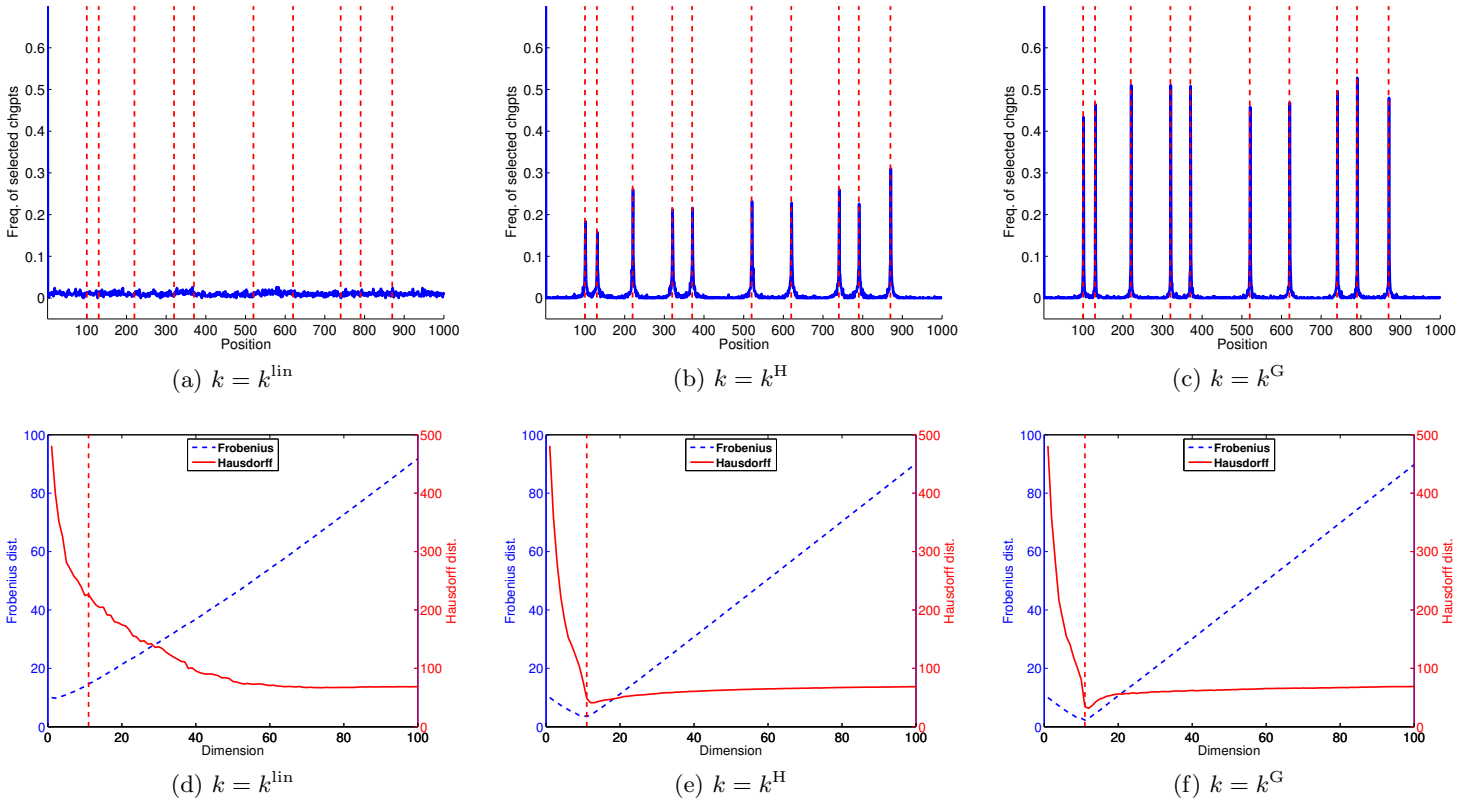 Freq. of selected chgpts
0.6
0.5
0.4
0.3
0.2
0.1
0
100 200 300 400 500 600 700 800 900 1000
Position
(a) k = k^lin
Freq. of selected chgpts
0.6
0.5
0.4
0.3
0.2
0.1
0
100 200 300 400 500 600 700 800 900 1000
Position
(b) k = k^H
Freq. of selected chgpts
0.6
0.5
0.4
0.3
0.2
0.1
0
100 200 300 400 500 600 700 800 900 1000
Position
(c) k = k^G
Frobenius dist.
100
80
60
40
20
0
Frobenius
Hausdorff
500
400
300
200
100
0
Hausdorff dist.
0 20 40 60 80 100
Dimension
(d) k = k^lin
Frobenius dist.
100
80
60
40
20
0
Frobenius
Hausdorff
500
400
300
200
100
0
Hausdorff dist.
0 20 40 60 80 100
Dimension
(e) k = k^H
Frobenius dist.
100
80
60
40
20
0
Frobenius
Hausdorff
500
400
300
200
100
0
Hausdorff dist.
0 20 40 60 80 100
Dimension
(f) k = k^G